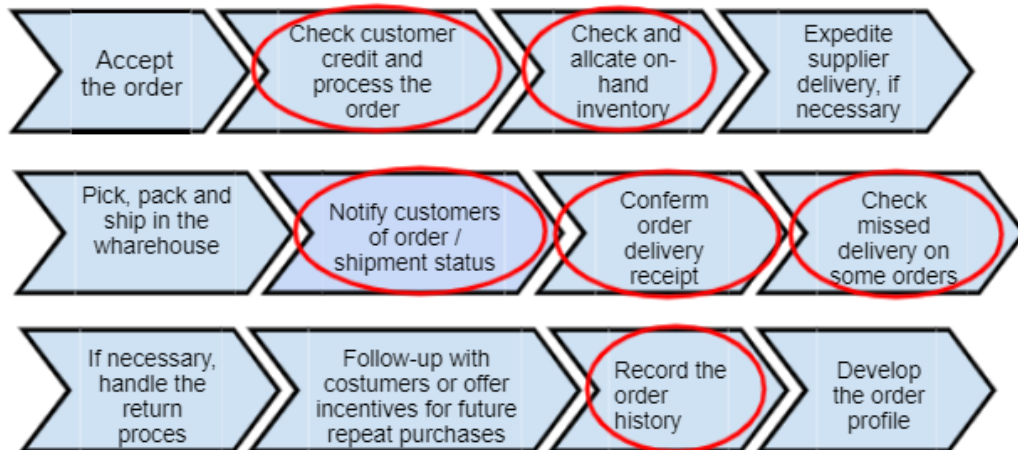 Accept
the order
Check customer
credit and
process the
order
Check and
allcate on-
hand
inventory
Expedite
supplier
delivery, if
necessary
Pick, pack and
ship in the
wharehouse
Notify customers
of order /
shipment status
Conferm
order
delivery
receipt
Check
missed
delivery on
some orders
If necessary,
handle the
return
proces
Follow-up with
costumers or offer
incentives for future
repeat purchases
Record the
order
history
Develop
the order
profile